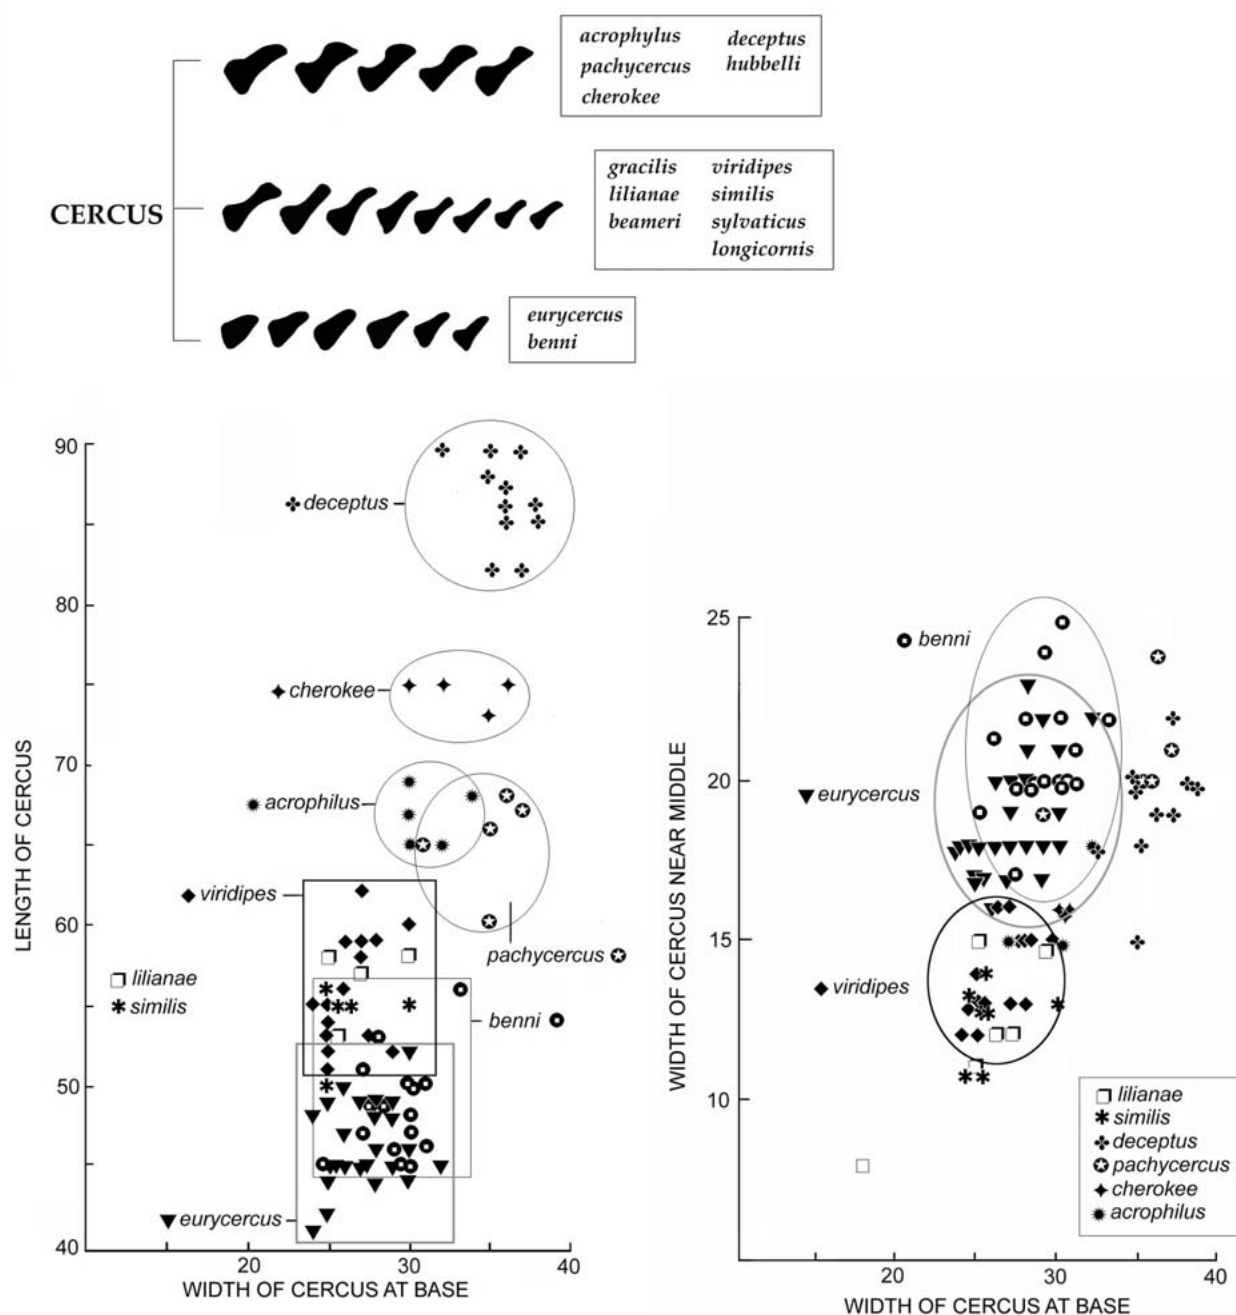 acrophylus deceptus
pachycercus hubbelli
cherokee
CERCUS
gracilis viridipes
lilianae similis
beameri sylvaticus
longicornis
eurycercus
benni
LENGTH OF CERCUS
90
80
70
60
50
40
deceptus
cherokee
acrophilus
viridipes
pachycercus
lilianae
similis
benni
eurycercus
20 30 40
WIDTH OF CERCUS AT BASE
WIDTH OF CERCUS NEAR MIDDLE
25
20
15
10
benni
eurycercus
viridipes
lilianae
similis
deceptus
pachycercus
cherokee
acrophilus
20 30 40
WIDTH OF CERCUS AT BASE